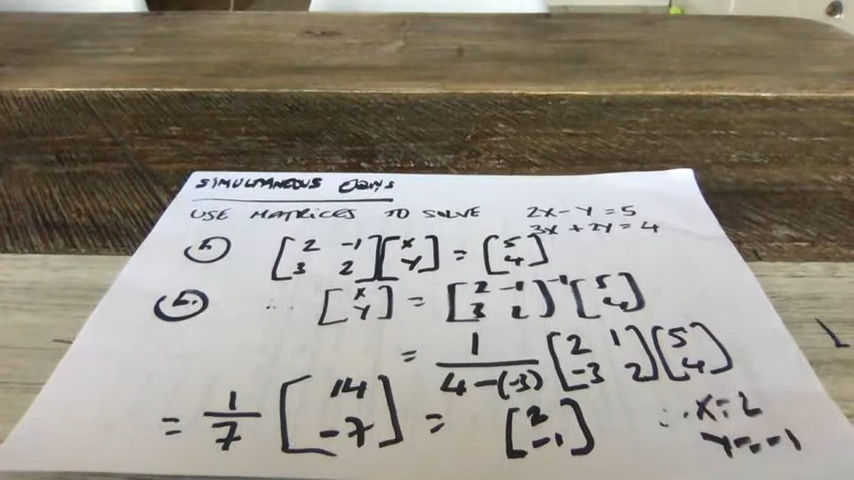 SIMULTANEOUS EQNS
USE MATRICES TO SOLVE 2X - Y = 5
3X + 2Y = 4
a. [2 -1; 3 2][X; Y] = [5; 4]
b. ∴ [X; Y] = [2 -1; 3 2]⁻¹ [5; 4]
= 1/(4-(-3)) [2 1; -3 2][5; 4]
= 1/7 [14; -7] = [2; -1] ∴ X = 2
Y = -1